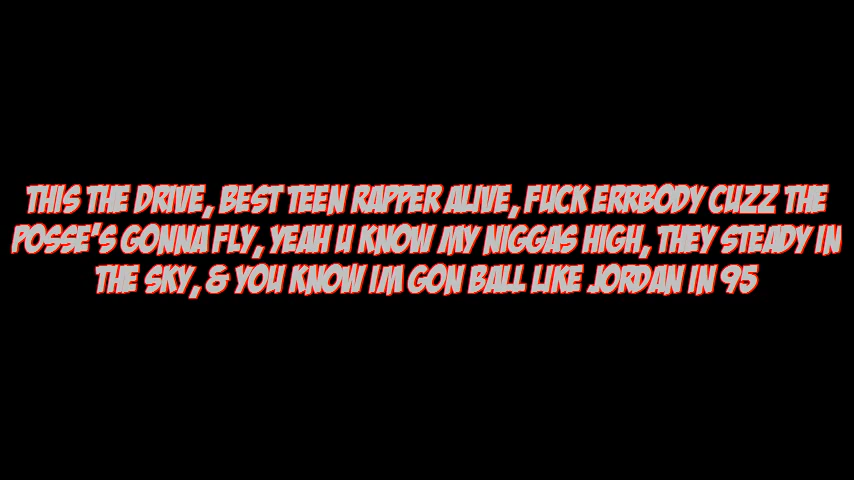 THIS THE DRIVE, BEST TEEN RAPPER ALIVE, FUCK ERRBODY CUZZ THE
POSSE'S GONNA FLY, YEAH U KNOW MY NIGGAS HIGH, THEY STEADY IN
THE SKY, & YOU KNOW IM GON BALL LIKE JORDAN IN 95